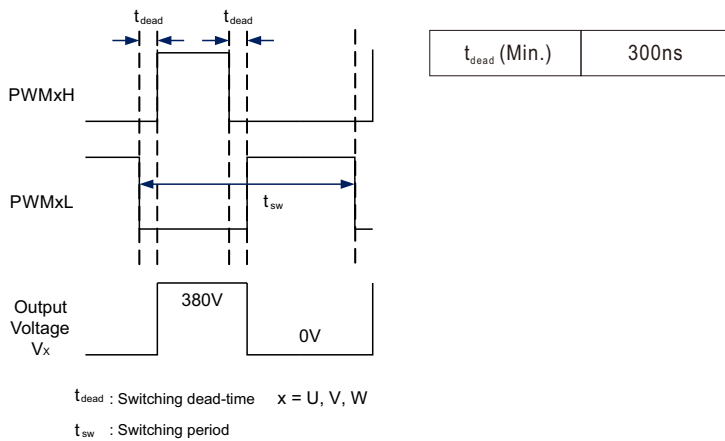 tdead tdead
tdead (Min.) 300ns
PWMxH
PWMxL
tsw
380V
Output
Voltage
Vx
0V
tdead : Switching dead-time x = U, V, W
tsw : Switching period